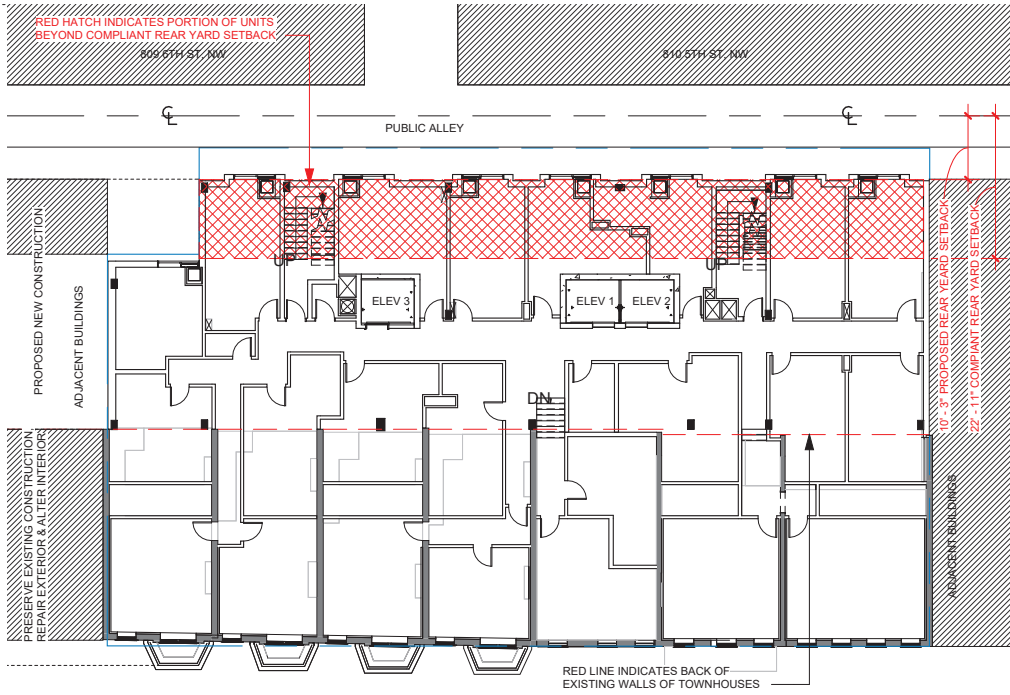 RED HATCH INDICATES PORTION OF UNITS
BEYOND COMPLIANT REAR YARD SETBACK
809 6TH ST, NW
810 5TH ST, NW
CL
CL
PUBLIC ALLEY
PROPOSED NEW CONSTRUCTION
ADJACENT BUILDINGS
UP
UP
ELEV 3
ELEV 1
ELEV 2
DN
10' - 3" PROPOSED REAR YEARD SETBACK
22' - 11" COMPIANT REAR YARD SETBACK
PRESERVE EXISTING CONSTRUCTION,
REPAIR EXTERIOR & ALTER INTERIOR
ADJACENT BUILDINGS
RED LINE INDICATES BACK OF
EXISTING WALLS OF TOWNHOUSES